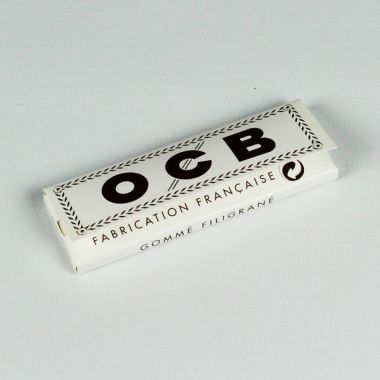 OCB
FABRICATION FRANÇAISE
GOMMÉ FILIGRANÉ